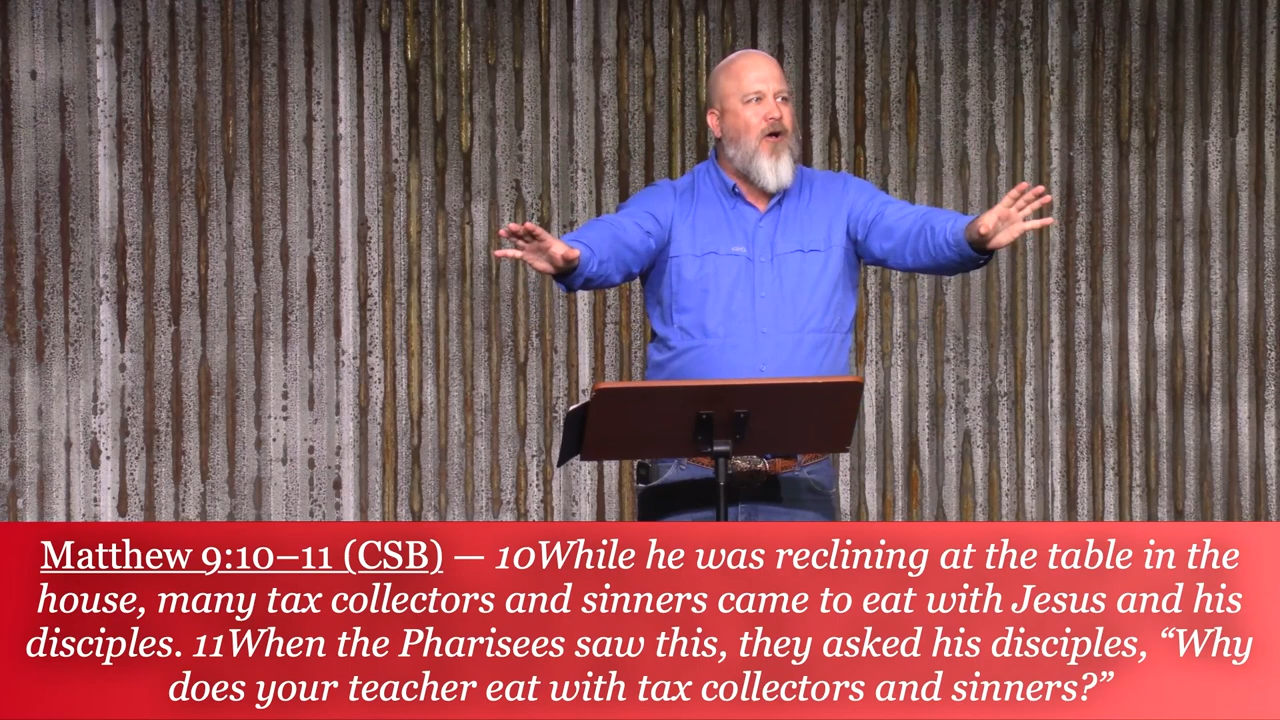 Matthew 9:10–11 (CSB) — 10While he was reclining at the table in the
house, many tax collectors and sinners came to eat with Jesus and his
disciples. 11When the Pharisees saw this, they asked his disciples, “Why
does your teacher eat with tax collectors and sinners?”